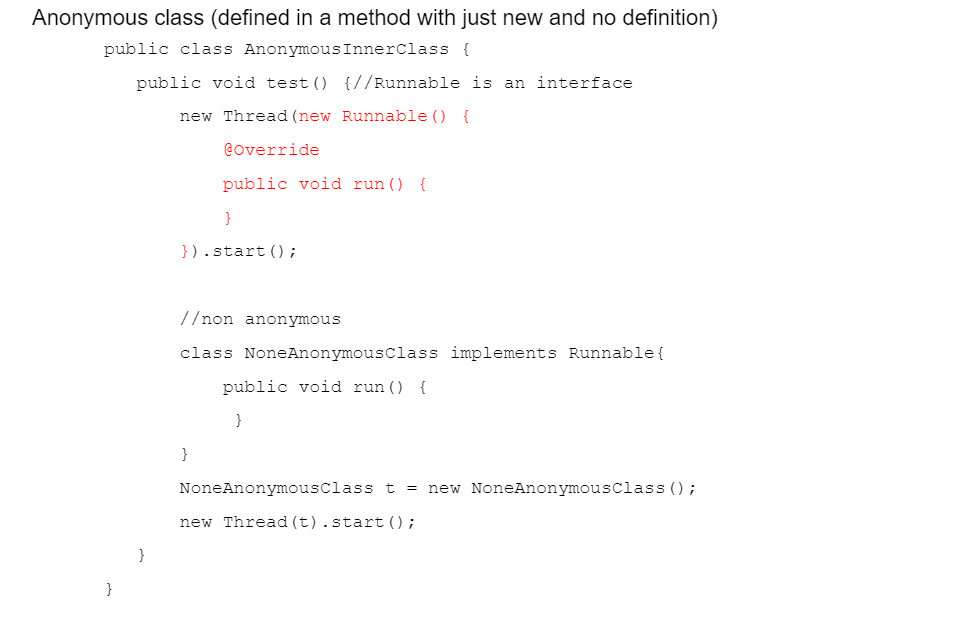 Anonymous class (defined in a method with just new and no definition)
public class AnonymousInnerClass {
public void test() {//Runnable is an interface
new Thread(new Runnable() {
@Override
public void run() {
}
}).start();
//non anonymous
class NoneAnonymousClass implements Runnable{
public void run() {
}
}
NoneAnonymousClass t = new NoneAnonymousClass();
new Thread(t).start();
}
}